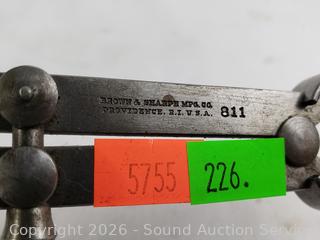 BROWN & SHARPE MFG. CO.
PROVIDENCE, R.I. U.S.A. 811
5755 226.
Copyright © 2026 - Sound Auction Service